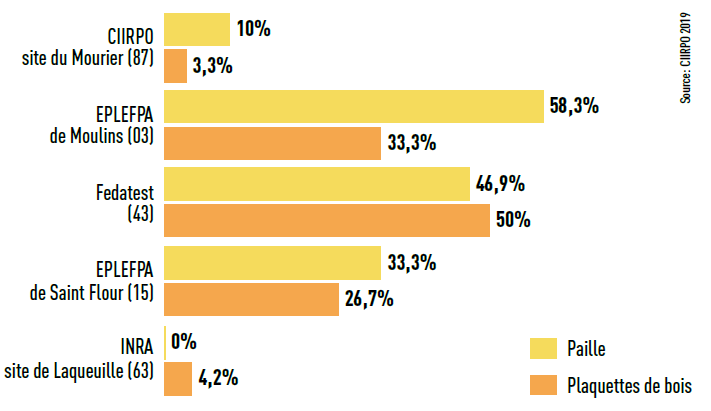 CIIRPO
site du Mourier (87)
10%
3,3%
EPLEFPA
de Moulins (03)
58,3%
33,3%
Fedatest
(43)
46,9%
50%
EPLEFPA
de Saint Flour (15)
33,3%
26,7%
INRA
site de Laqueuille (63)
0%
4,2%
Paille
Plaquettes de bois
Source: CIIRPO 2019